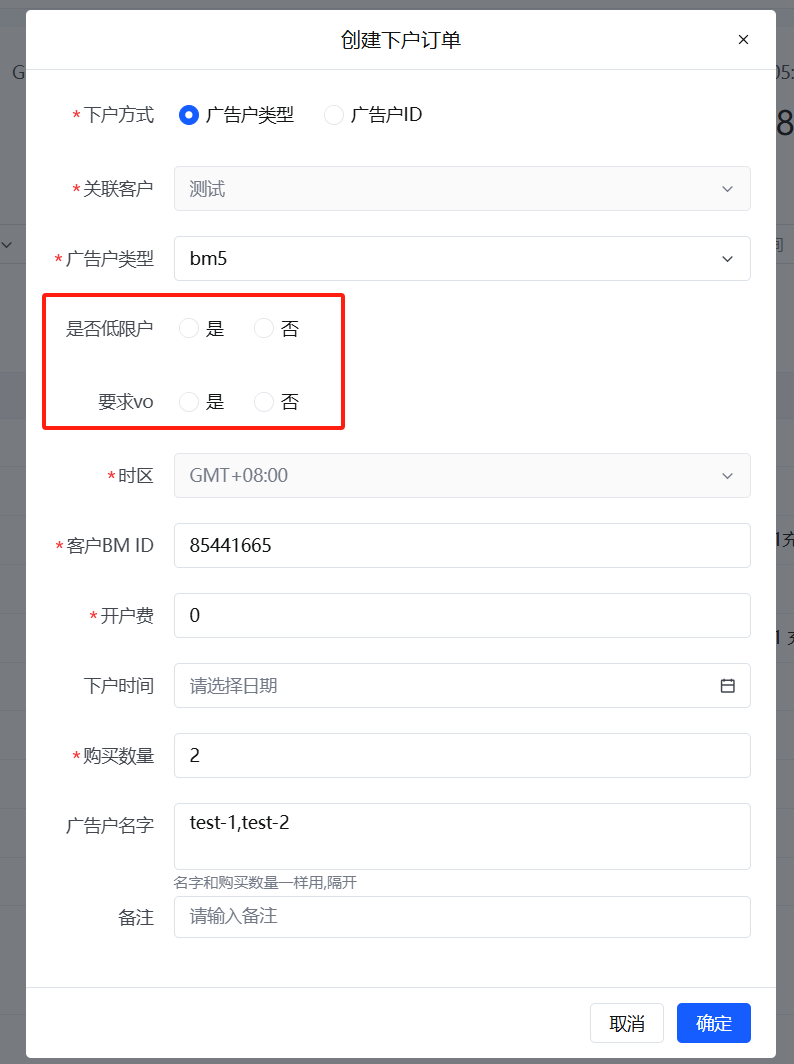 创建下户订单
*下户方式 广告户类型 广告户ID
*关联客户 测试
*广告户类型 bm5
是否低限户 是 否
要求vo 是 否
*时区 GMT+08:00
*客户BM ID 85441665
*开户费 0
下户时间 请选择日期
*购买数量 2
广告户名字 test-1,test-2
名字和购买数量一样用,隔开
备注 请输入备注
取消 确定